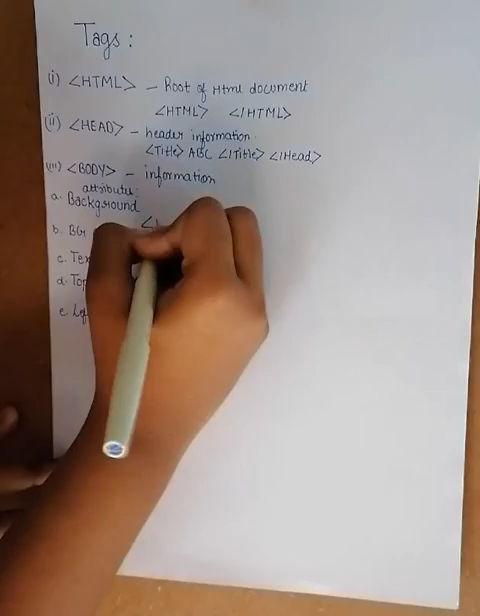 Tags :
(i) <HTML> – Root of Html document
<HTML> </HTML>
(ii) <HEAD> – header information.
<Title> ABC </Title> </Head>
(iii) <BODY> – information
attributes:
a. Background
b. BG
c. Tex
d. Top
e. Lef